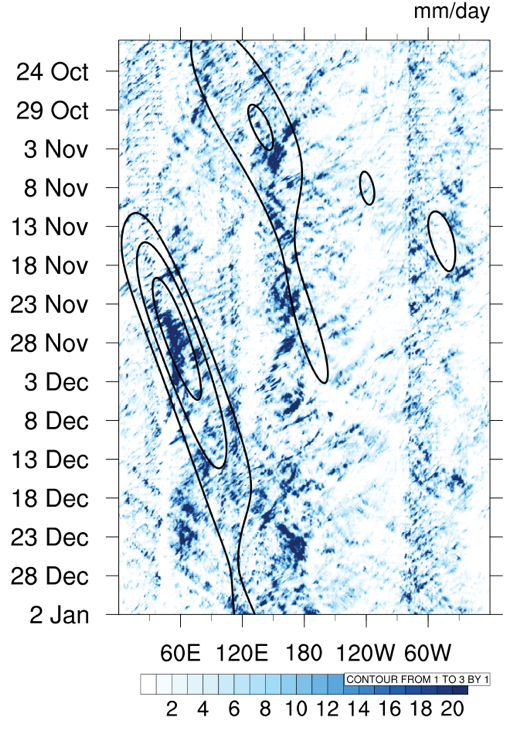 mm/day
24 Oct
29 Oct
3 Nov
8 Nov
13 Nov
18 Nov
23 Nov
28 Nov
3 Dec
8 Dec
13 Dec
18 Dec
23 Dec
28 Dec
2 Jan
60E 120E 180 120W 60W
CONTOUR FROM 1 TO 3 BY 1
2 4 6 8 10 12 14 16 18 20